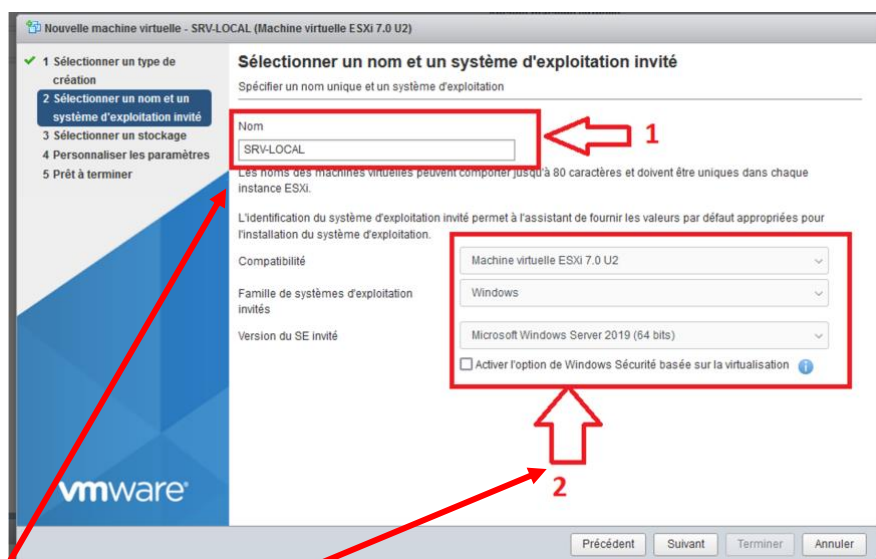 Nouvelle machine virtuelle - SRV-LOCAL (Machine virtuelle ESXi 7.0 U2)
1 Sélectionner un type de
création
2 Sélectionner un nom et un
système d'exploitation invité
3 Sélectionner un stockage
4 Personnaliser les paramètres
5 Prêt à terminer
vmware
Sélectionner un nom et un système d'exploitation invité
Spécifier un nom unique et un système d'exploitation
Nom
1
SRV-LOCAL
Les noms des machines virtuelles peuvent comporter jusqu'à 80 caractères et doivent être uniques dans chaque
instance ESXi.
L'identification du système d'exploitation invité permet à l'assistant de fournir les valeurs par défaut appropriées pour
l'installation du système d'exploitation.
Compatibilité
Machine virtuelle ESXi 7.0 U2
Famille de systèmes d'exploitation
invités
Windows
Version du SE invité
Microsoft Windows Server 2019 (64 bits)
Activer l'option de Windows Sécurité basée sur la virtualisation
2
Précédent Suivant Terminer Annuler